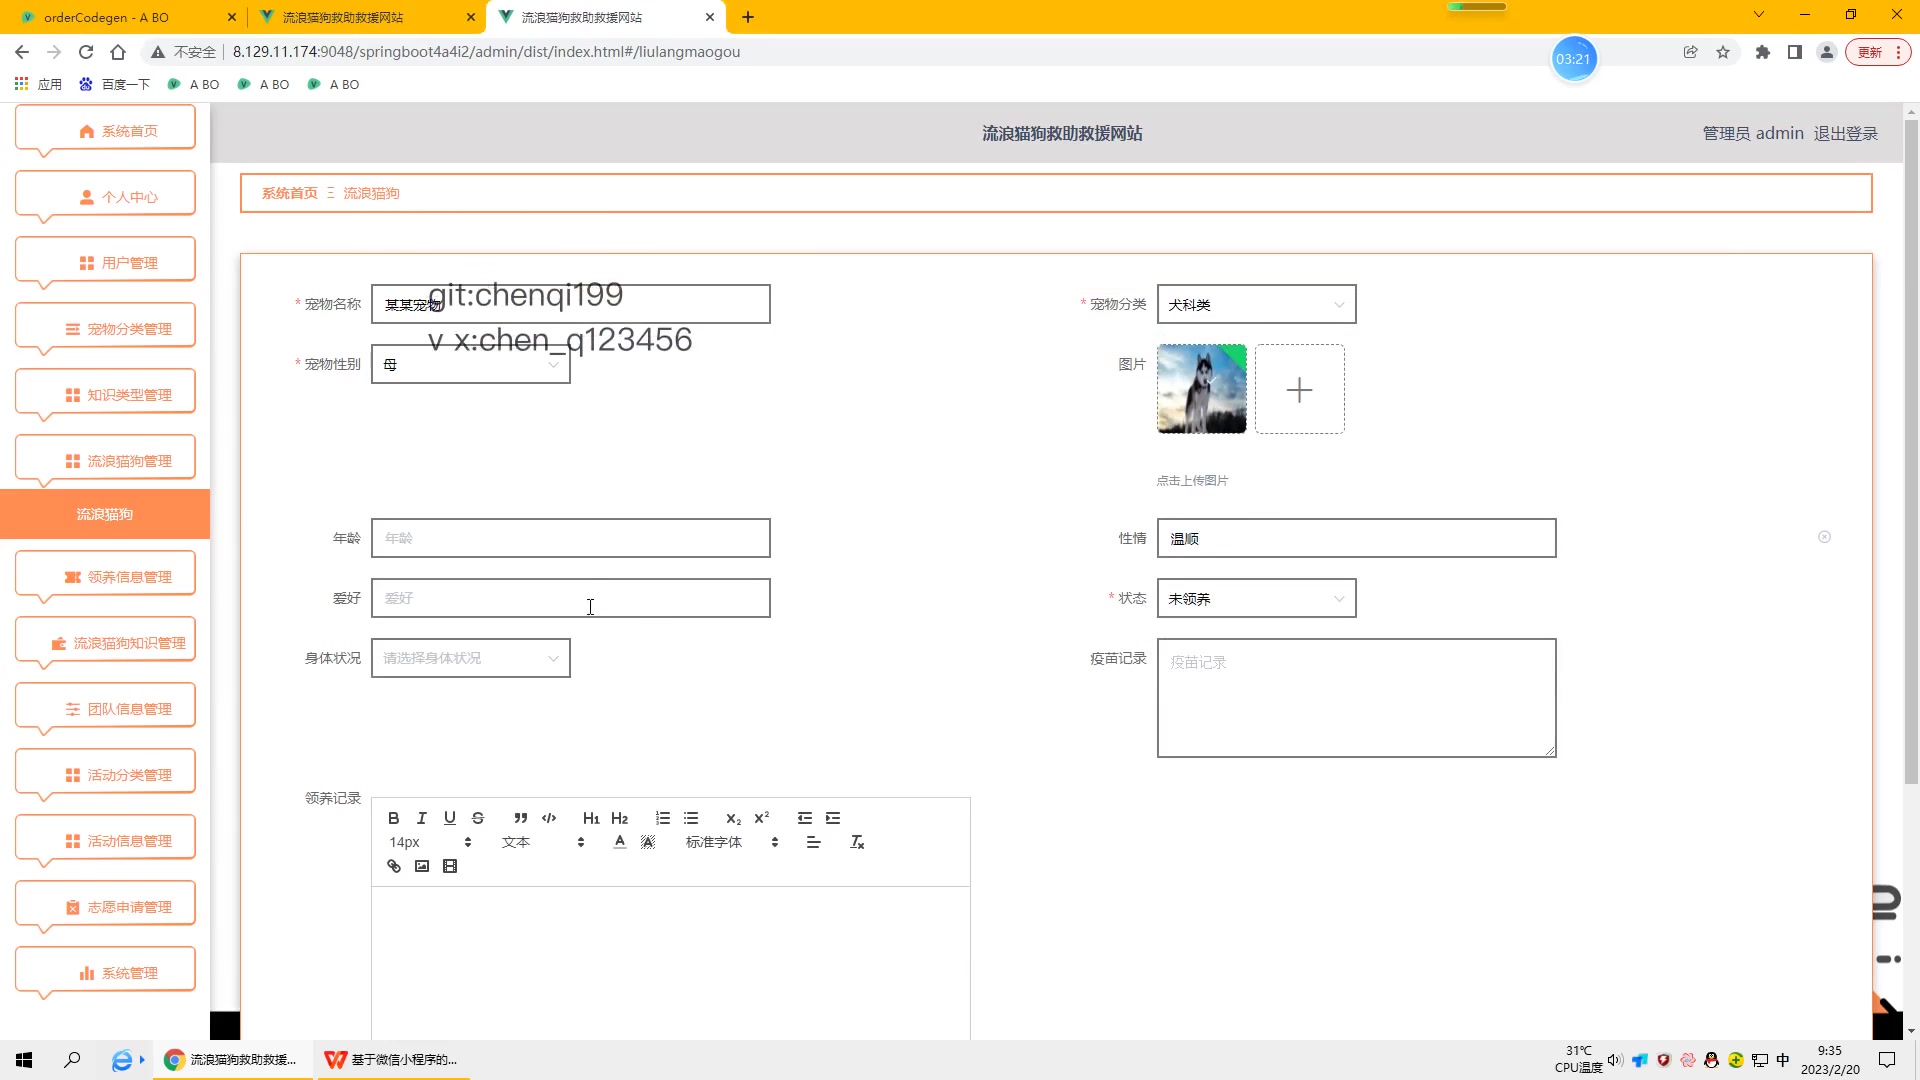 orderCodegen - A BO
流浪猫狗救助救援网站
流浪猫狗救助救援网站
不安全
8.129.11.174:9048/springboot4a4i2/admin/dist/index.html#/liulangmaogou
03:21
更新
应用
百度一下
A BO
A BO
A BO
流浪猫狗救助救援网站
管理员 admin
退出登录
系统首页
个人中心
用户管理
宠物分类管理
知识类型管理
流浪猫狗管理
流浪猫狗
领养信息管理
流浪猫狗知识管理
团队信息管理
活动分类管理
活动信息管理
志愿申请管理
系统管理
系统首页 Ξ 流浪猫狗
* 宠物名称
某某宠物
git:chenqi199
v x:chen_q123456
* 宠物分类
犬科类
* 宠物性别
母
图片
点击上传图片
年龄
年龄
性情
温顺
爱好
爱好
* 状态
未领养
身体状况
请选择身体状况
疫苗记录
疫苗记录
领养记录
14px
文本
标准字体
流浪猫狗救助救援...
基于微信小程序的...
31℃
CPU温度
中
9:35
2023/2/20